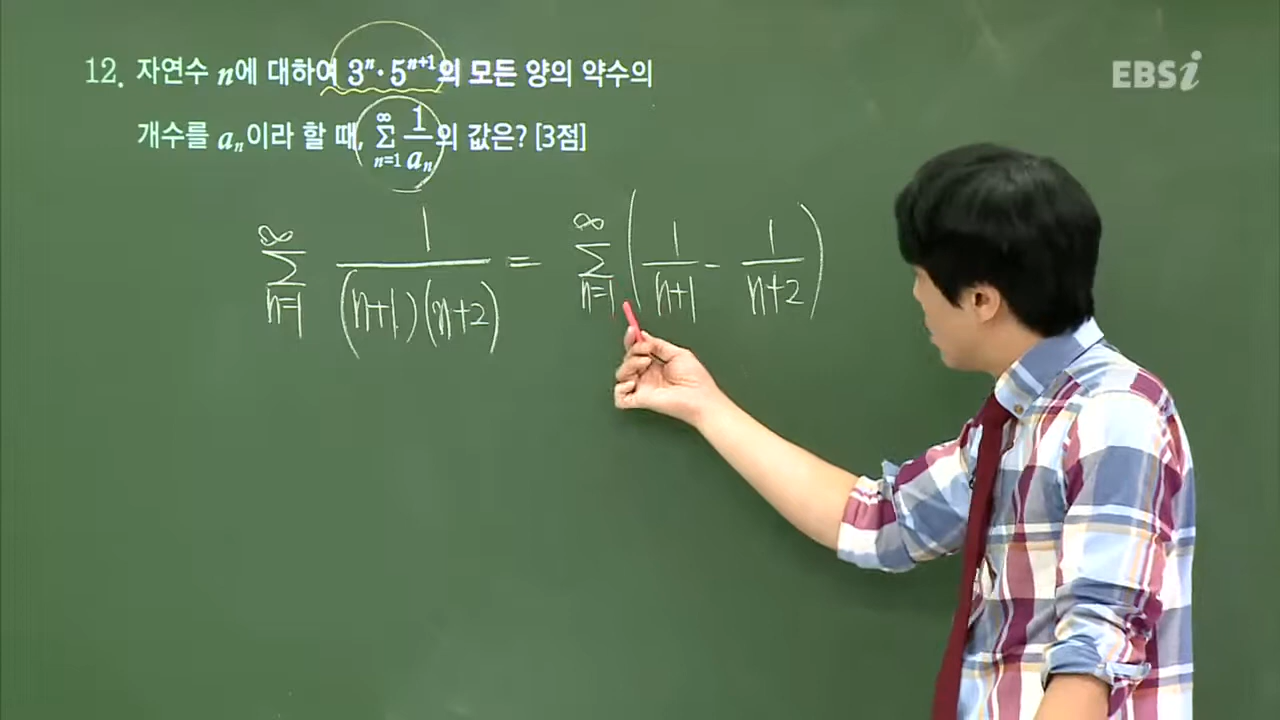 12. 자연수 n에 대하여 3ⁿ·5ⁿ⁺¹의 모든 양의 약수의
EBSi
개수를 aₙ이라 할 때, ∞∑n=1 1/aₙ의 값은? [3점]
∞∑n=1 1/((n+1)(n+2)) = ∞∑n=1 (1/(n+1) - 1/(n+2))